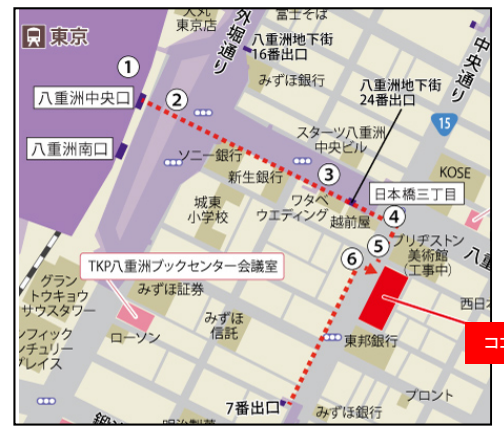 東京
大丸
東京店
外堀通り
富士そば
八重洲地下街
16番出口
みずほ銀行
中央通り
①
八重洲中央口
②
八重洲地下街
24番出口
15
スターツ八重洲
中央ビル
八重洲南口
ソニー銀行
新生銀行
③
KOSE
日本橋三丁目
城東
小学校
ワタベ
ウエディング
越前屋
④
ブリヂストン
美術館
(工事中)
⑤
⑥
八重
TKP八重洲ブックセンター会議室
グラン
トウキョウ
サウスタワー
みずほ証券
西日本
みずほ
信託
ローソン
東邦銀行
ココ
シフィック
ンチュリー
プレイス
プロント
7番出口
みずほ銀行
明治製菓